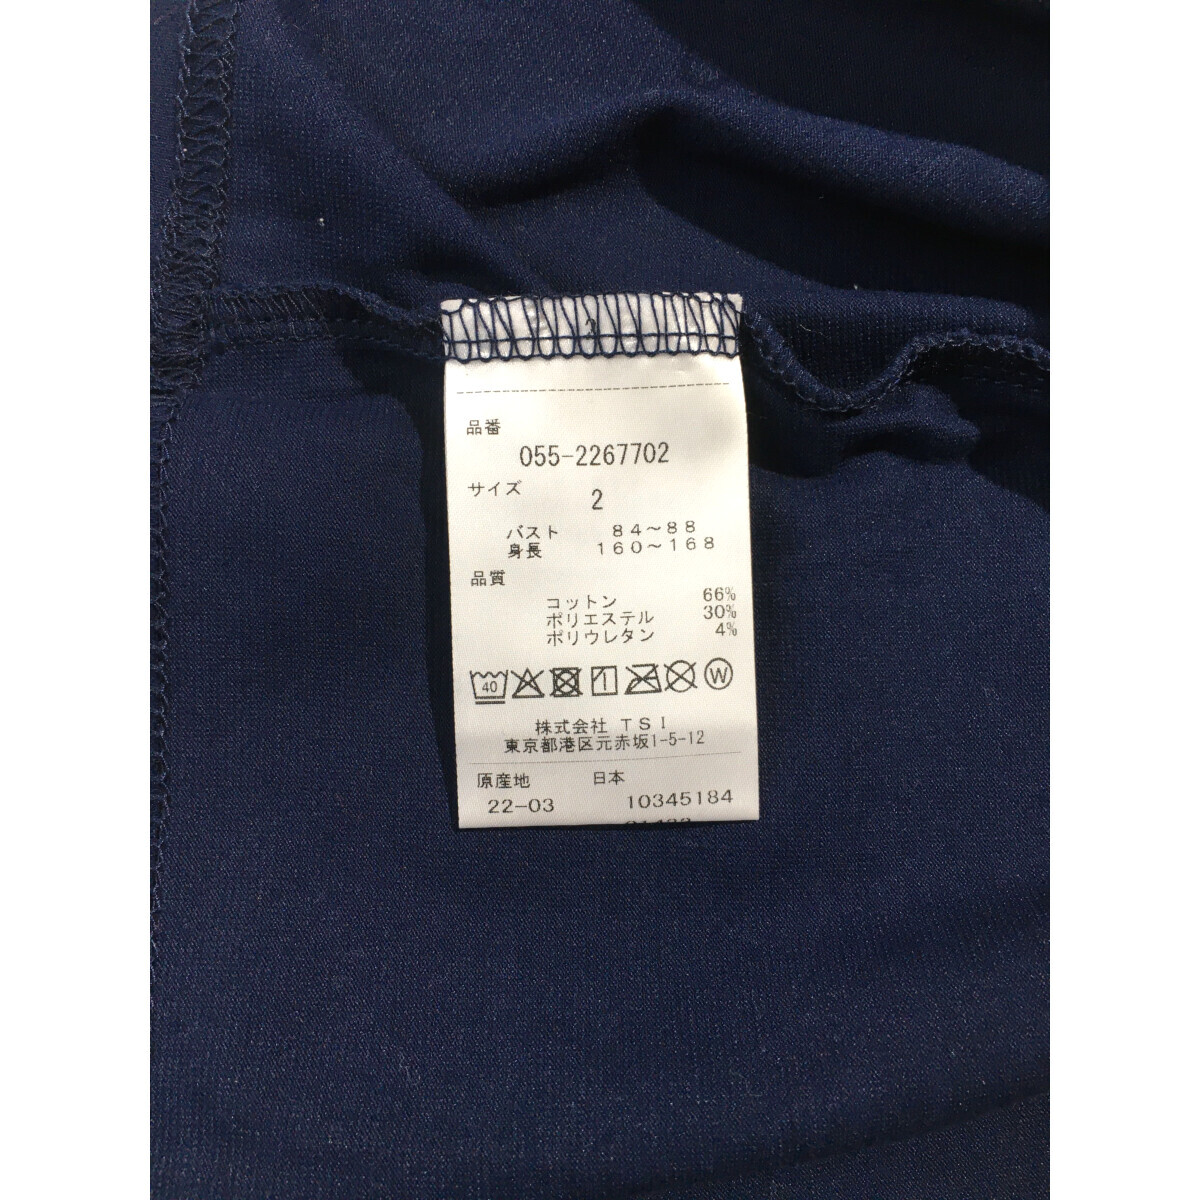 品番
055-2267702
サイズ
2
バスト 84～88
身長 160～168
品質
コットン 66%
ポリエステル 30%
ポリウレタン 4%
40 W
株式会社 TSI
東京都港区元赤坂1-5-12
原産地 日本
22-03 10345184